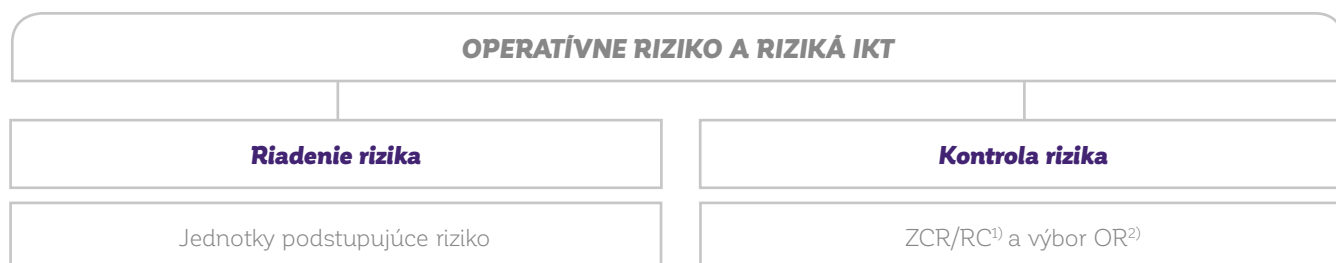 OPERATÍVNE RIZIKO A RIZIKÁ IKT
Riadenie rizika
Kontrola rizika
Jednotky podstupujúce riziko
ZCR/RC¹⁾ a výbor OR²⁾